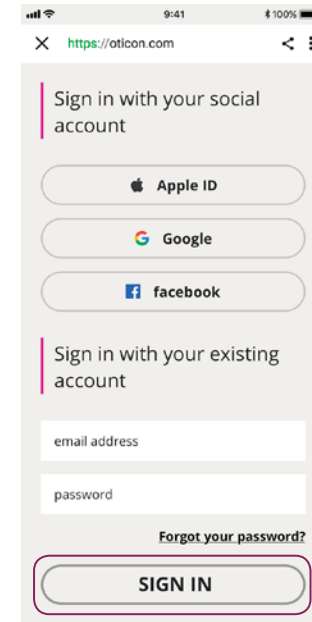 9:41
100%
https://oticon.com
Sign in with your social
account
Apple ID
Google
facebook
Sign in with your existing
account
email address
password
Forgot your password?
SIGN IN